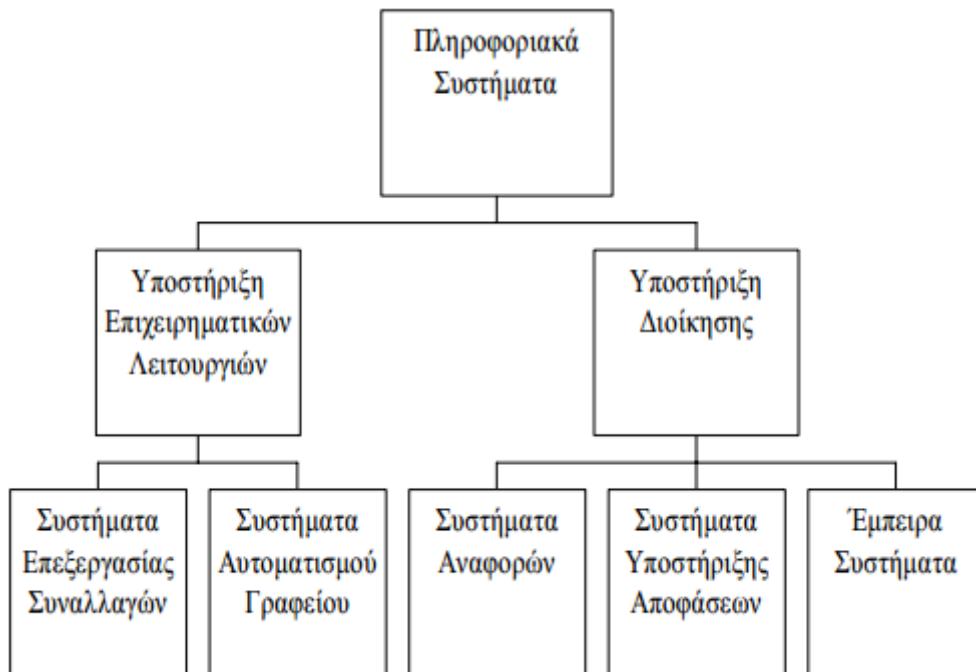 Πληροφοριακά
Συστήματα
Υποστήριξη
Επιχειρηματικών
Λειτουργιών
Υποστήριξη
Διοίκησης
Συστήματα
Επεξεργασίας
Συναλλαγών
Συστήματα
Αυτοματισμού
Γραφείου
Συστήματα
Αναφορών
Συστήματα
Υποστήριξης
Αποφάσεων
Έμπειρα
Συστήματα